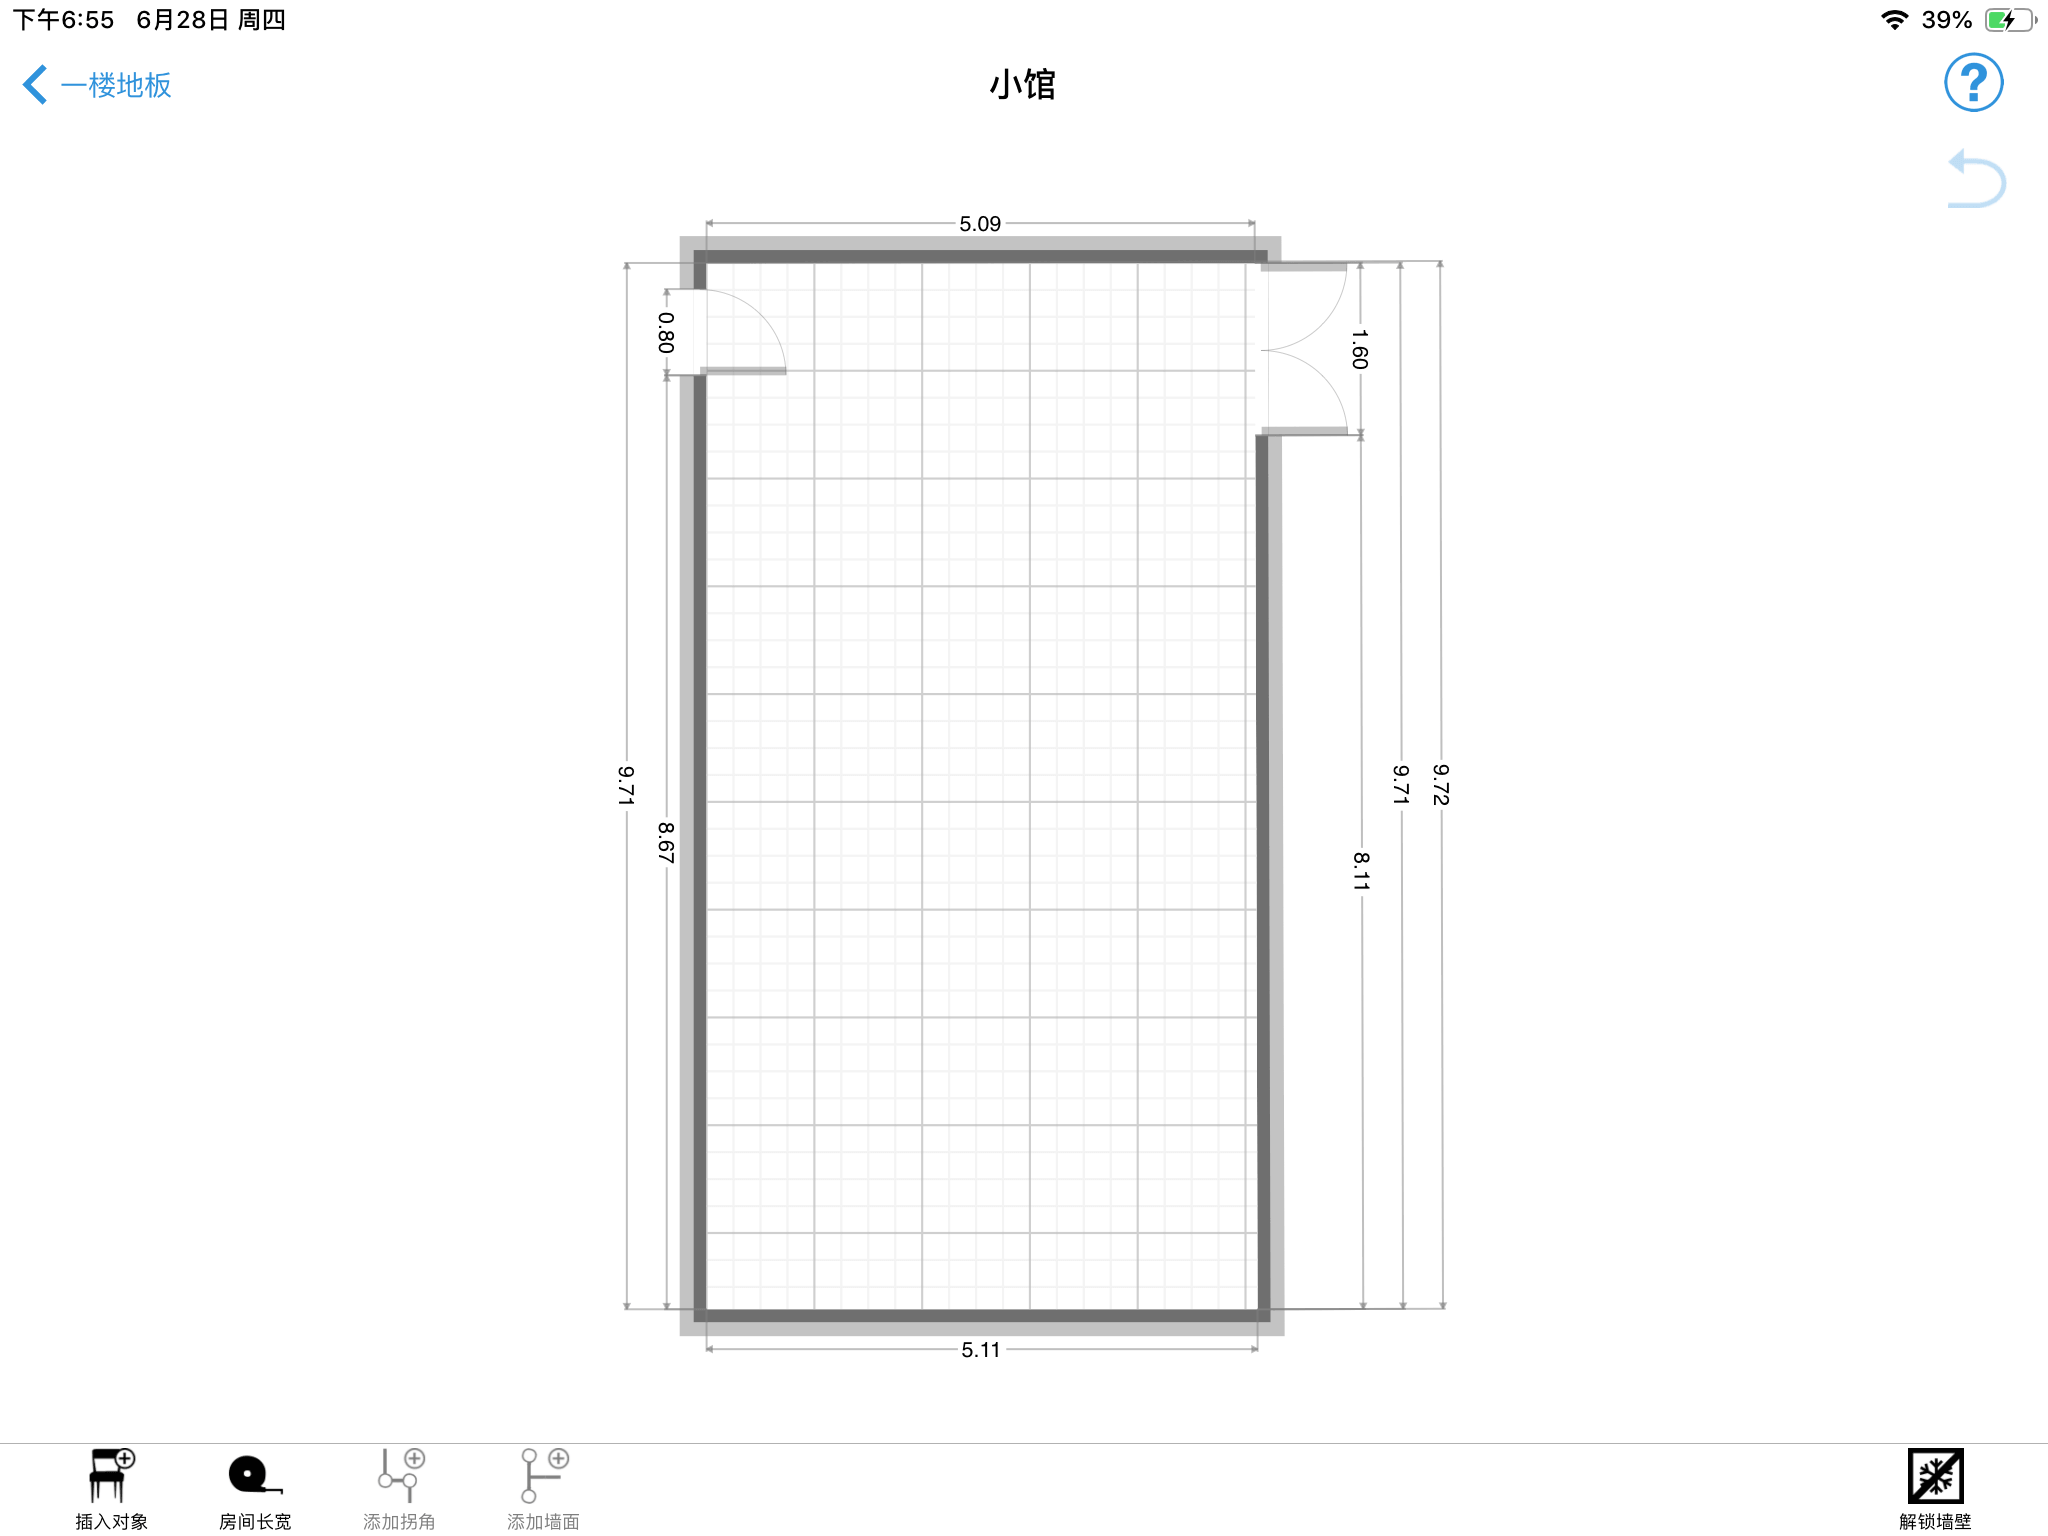 下午6:55 6月28日 周四
39%
一楼地板
小馆
?
5.09
0.80
1.60
9.71
8.67
8.11
9.71
9.72
5.11
插入对象
房间长宽
添加拐角
添加墙面
解锁墙壁